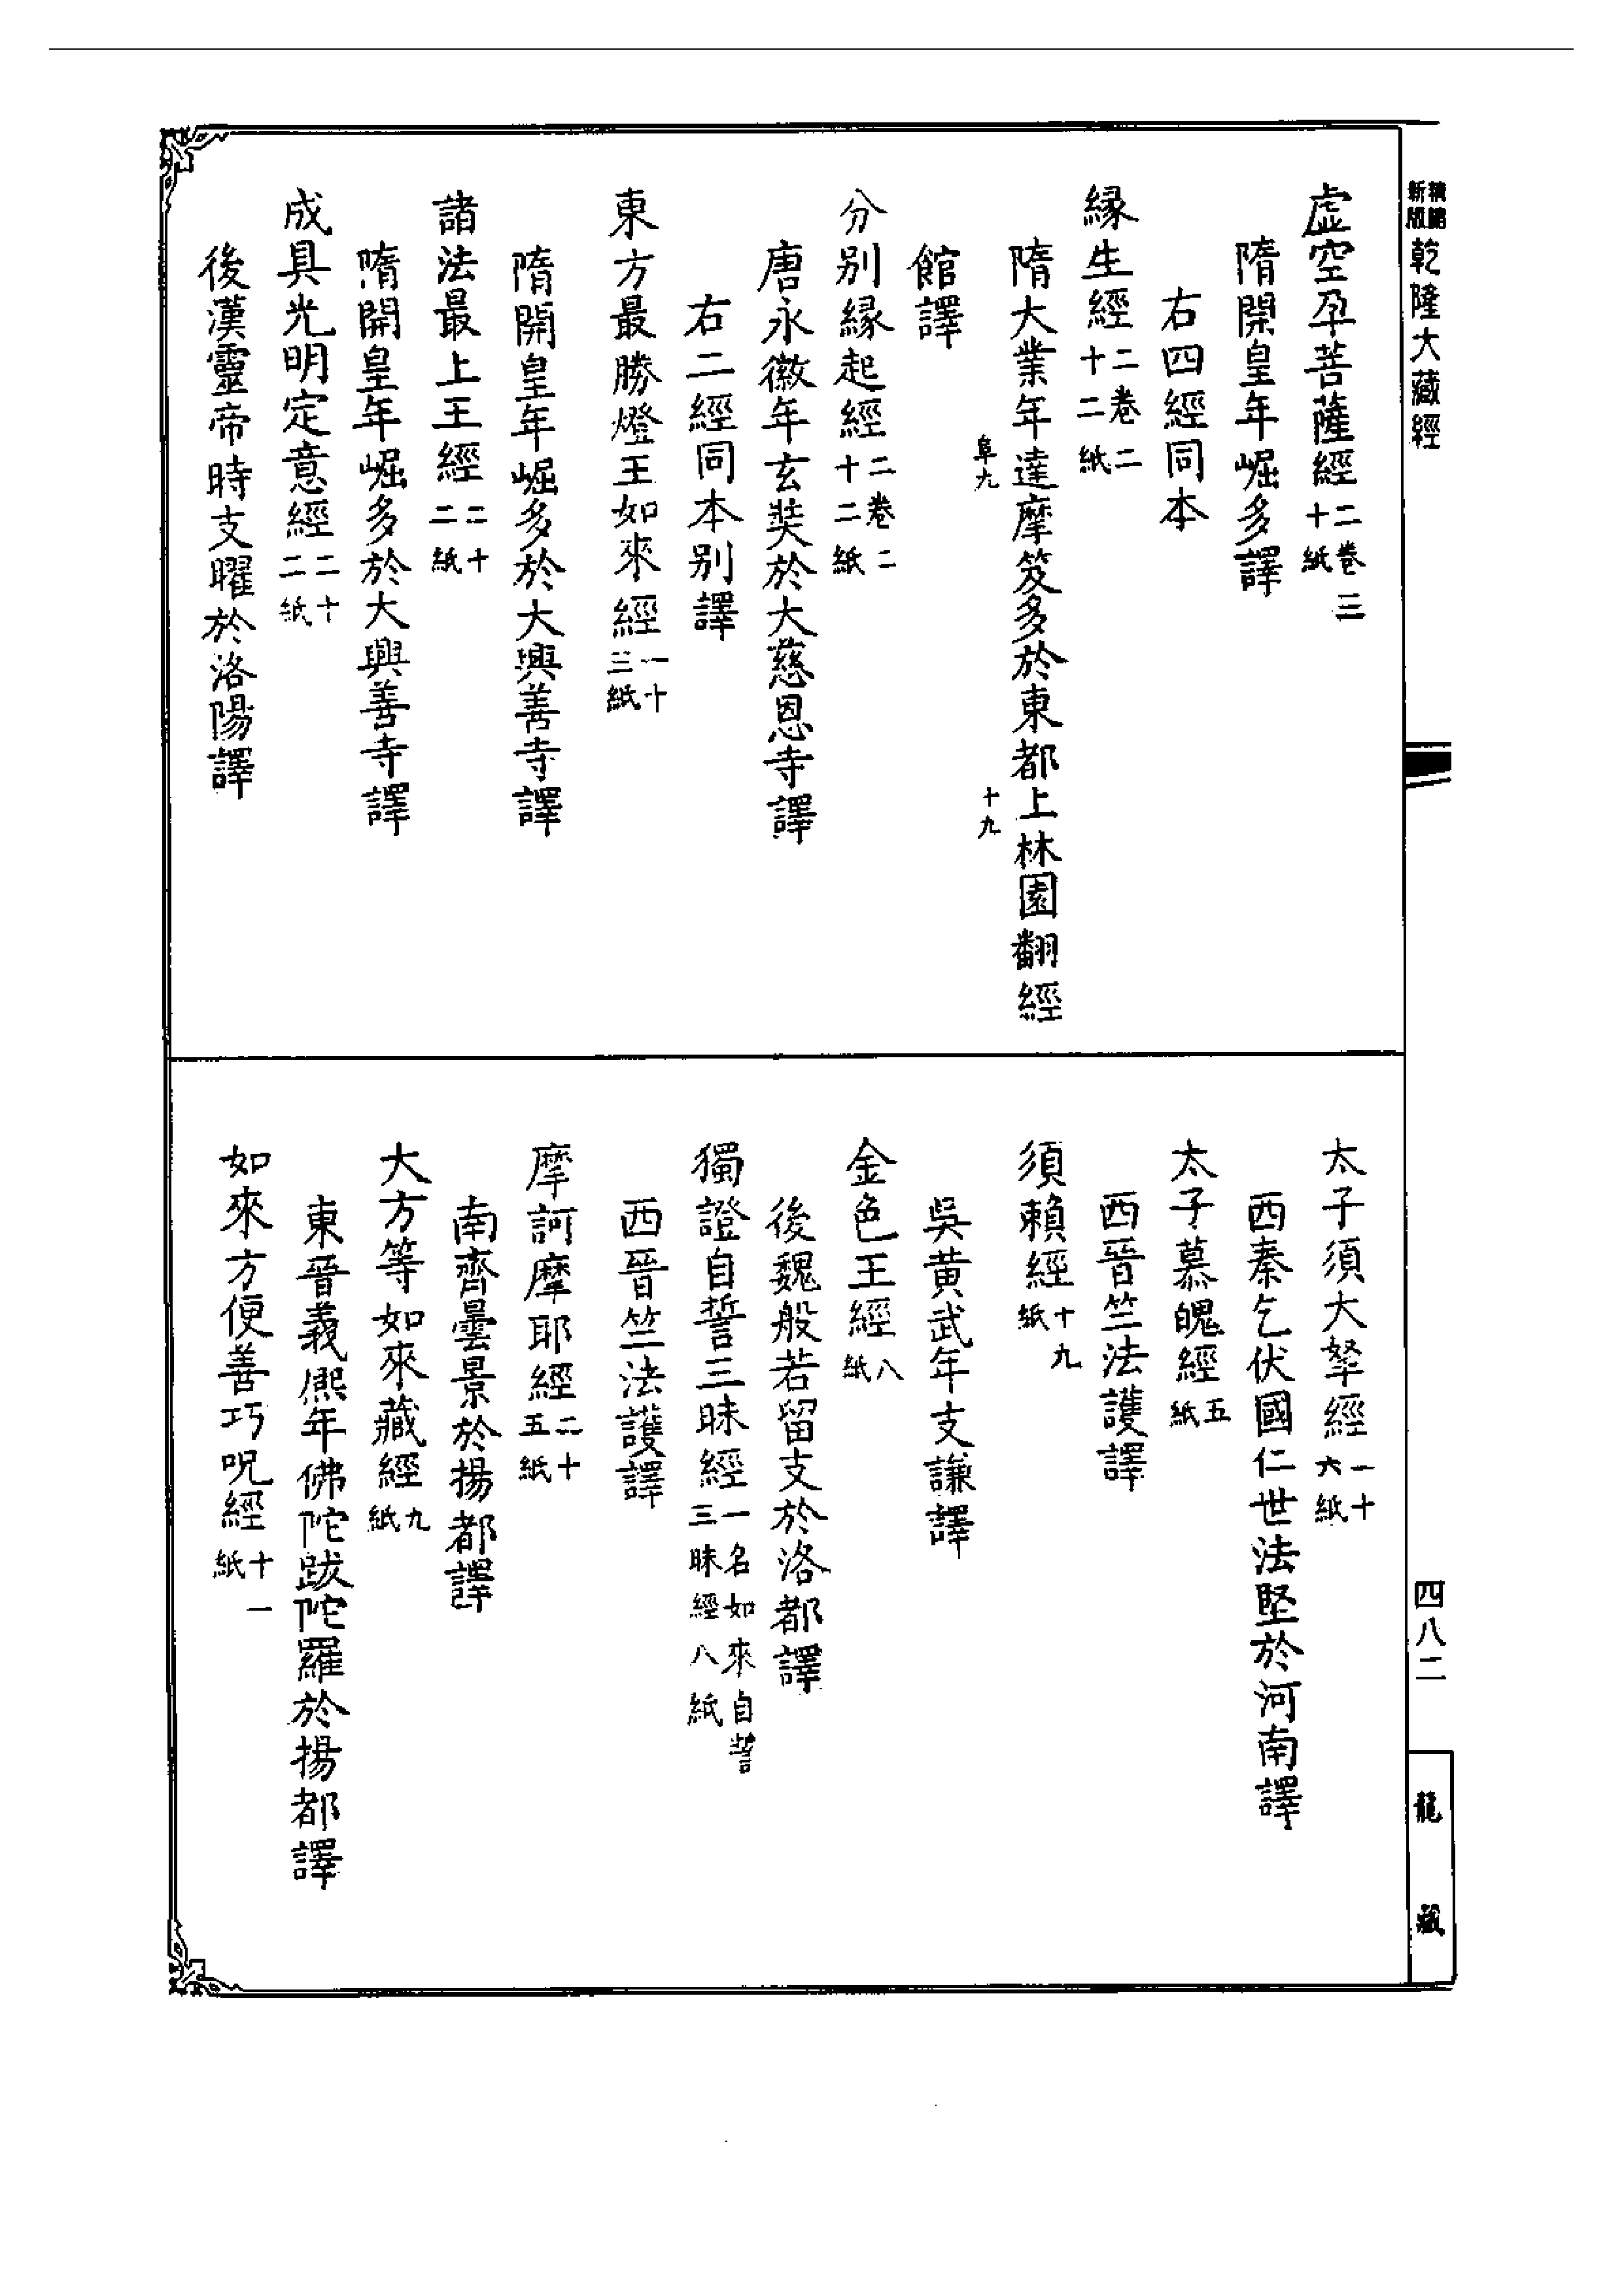 新版
精縮
乾隆大藏經
四八二
龍藏
虛空孕菩薩經二卷三十紙
隋開皇年崛多譯
右四經同本
緣生經二卷二十二紙
隋大業年達摩笈多於東都上林園翻經
阜九
十九
館譯
分別緣起經二卷二十二紙
唐永徽年玄奘於大慈恩寺譯
右二經同本別譯
東方最勝燈王如來經一十三紙
隋開皇年崛多於大興善寺譯
諸法最上王經二十二紙
隋開皇年崛多於大興善寺譯
成具光明定意經二十二紙
後漢靈帝時支曜於洛陽譯
太子須大拏經一十六紙
西秦乞伏國仁世法堅於河南譯
太子慕魄經五紙
西晉竺法護譯
須賴經十九紙
吳黃武年支謙譯
金色王經八紙
後魏般若留支於洛都譯
獨證自誓三昧經一名如來自誓三昧經八紙
西晉竺法護譯
摩訶摩耶經二十五紙
南齊曇景於揚都譯
大方等如來藏經九紙
東晉義熙年佛陀跋陀羅於揚都譯
如來方便善巧呪經十一紙